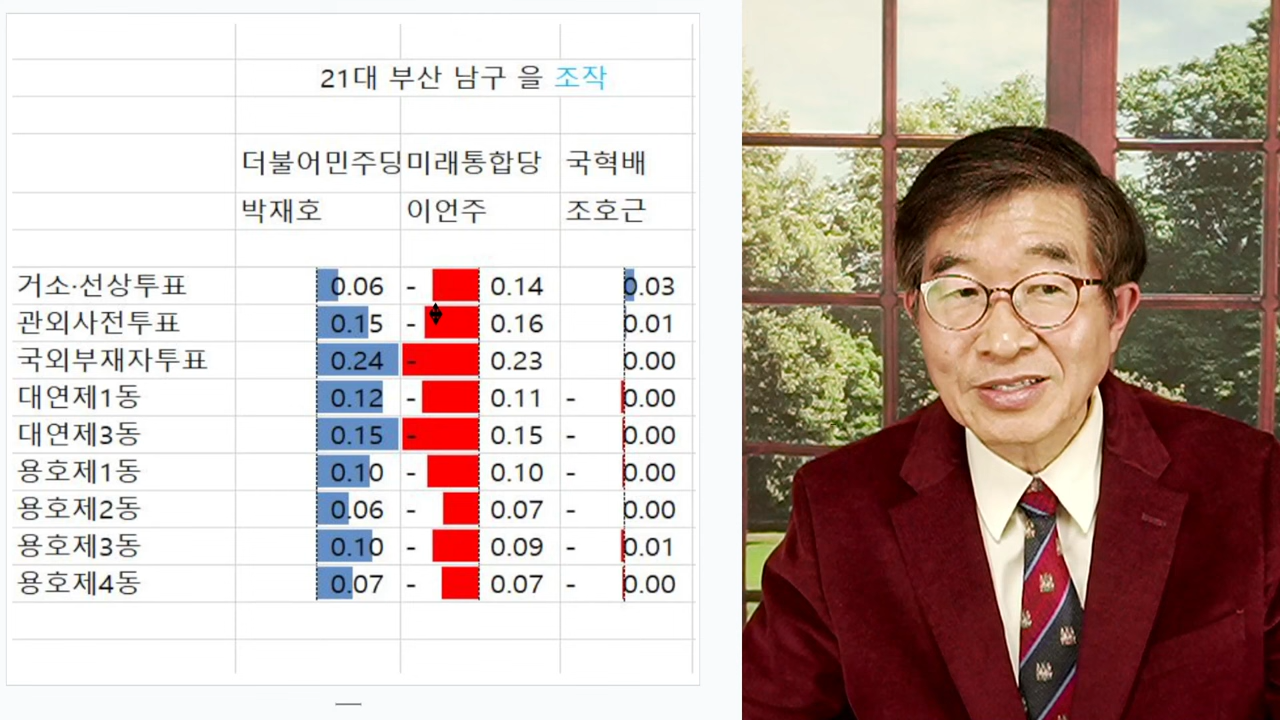 21대 부산 남구 을 조작
더불어민주당 미래통합당 국혁배
박재호 이언주 조호근
거소·선상투표 0.06 - 0.14 0.03
관외사전투표 0.15 - 0.16 0.01
국외부재자투표 0.24 - 0.23 0.00
대연제1동 0.12 - 0.11 - 0.00
대연제3동 0.15 - 0.15 - 0.00
용호제1동 0.10 - 0.10 - 0.00
용호제2동 0.06 - 0.07 - 0.00
용호제3동 0.10 - 0.09 - 0.01
용호제4동 0.07 - 0.07 - 0.00